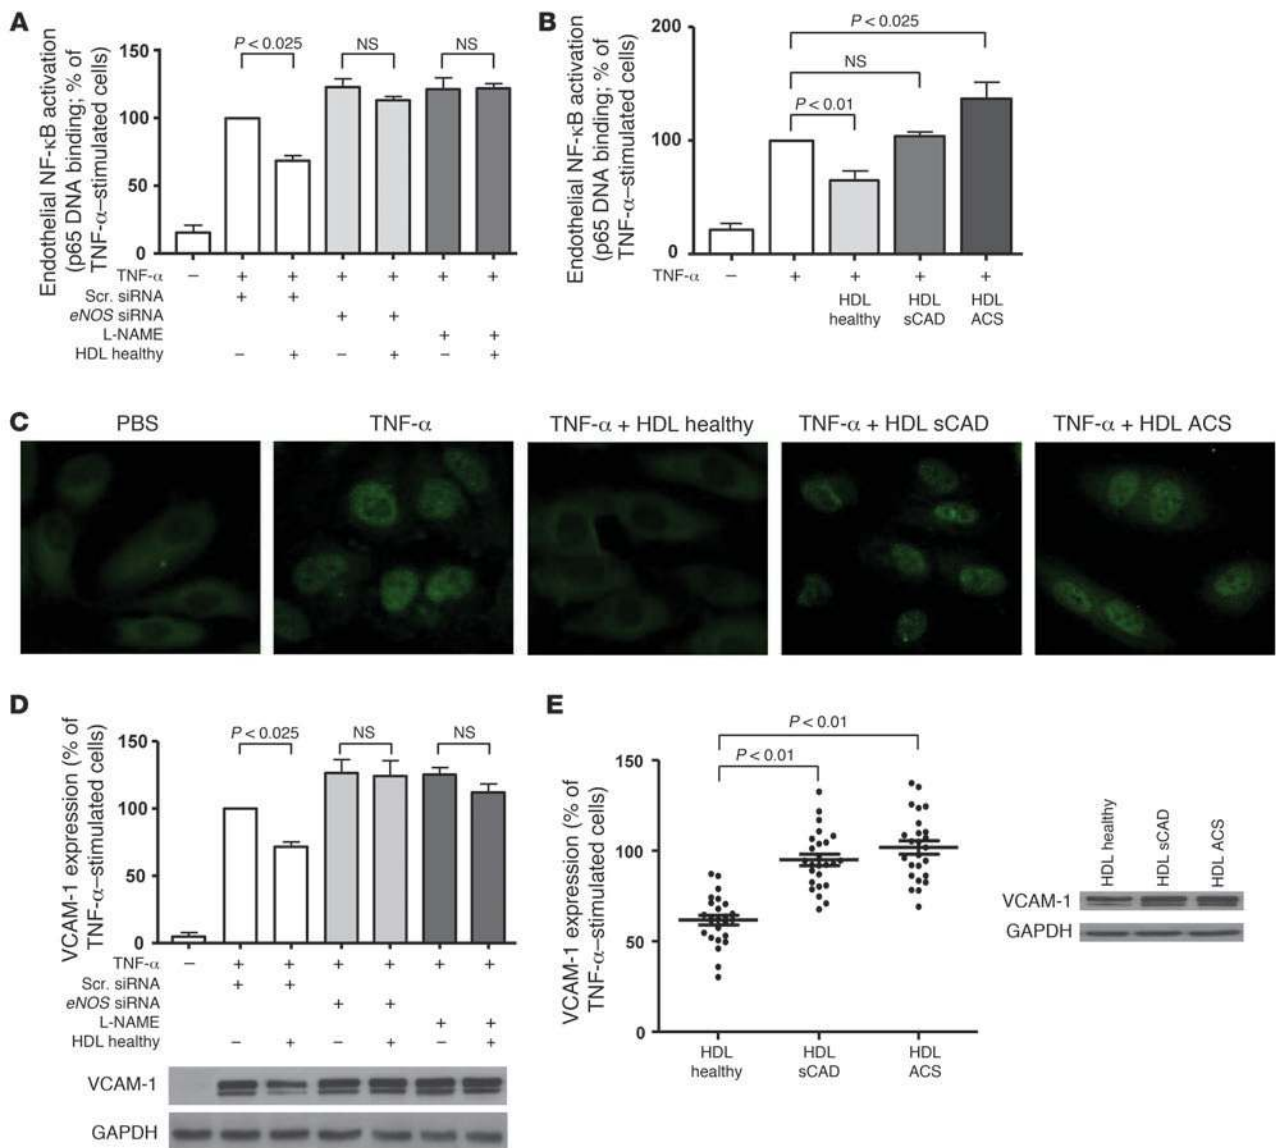 A
Endothelial NF-κB activation
(p65 DNA binding; % of
TNF-α–stimulated cells)
150
100
50
0
P < 0.025
NS
NS
TNF-α – + + + + + +
Scr. siRNA + +
eNOS siRNA + +
L-NAME + +
HDL healthy – + – + – +
B
Endothelial NF-κB activation
(p65 DNA binding; % of
TNF-α–stimulated cells)
200
100
0
P < 0.025
NS
P < 0.01
TNF-α – + + + +
HDL healthy
HDL sCAD
HDL ACS
C
PBS
TNF-α
TNF-α + HDL healthy
TNF-α + HDL sCAD
TNF-α + HDL ACS
D
VCAM-1 expression (% of
TNF-α–stimulated cells)
150
100
50
0
P < 0.025
NS
NS
TNF-α – + + + + + +
Scr. siRNA + +
eNOS siRNA + +
L-NAME + +
HDL healthy – + – + – +
VCAM-1
GAPDH
E
VCAM-1 expression (% of
TNF-α–stimulated cells)
150
100
50
0
P < 0.01
P < 0.01
HDL healthy
HDL sCAD
HDL ACS
HDL healthy
HDL sCAD
HDL ACS
VCAM-1
GAPDH